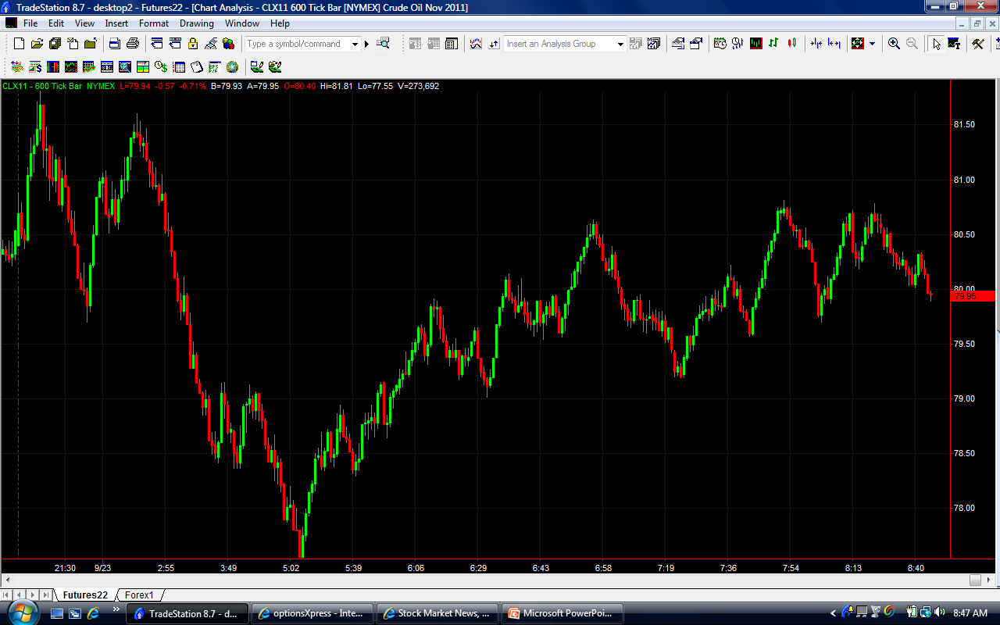 TradeStation 8.7 - desktop2 - Futures22 - [Chart Analysis - CLX11 600 Tick Bar [NYMEX] Crude Oil Nov 2011]
File Edit View Insert Format Drawing Window Help
Type a symbol/command Insert an Analysis Group
CLX11 - 600 Tick Bar NYMEX L=79.94 -0.57 -0.71% B=79.93 A=79.95 O=80.40 Hi=81.81 Lo=77.55 V=273,692
81.50
81.00
80.50
80.00
79.95
79.50
79.00
78.50
78.00
21:30 9/23 2:55 3:49 5:02 5:39 6:06 6:29 6:43 6:58 7:19 7:36 7:54 8:13 8:40
Futures22 Forex1
TradeStation 8.7 - d... optionsXpress - Inte... Stock Market News, ... Microsoft PowerPoi... 8:47 AM